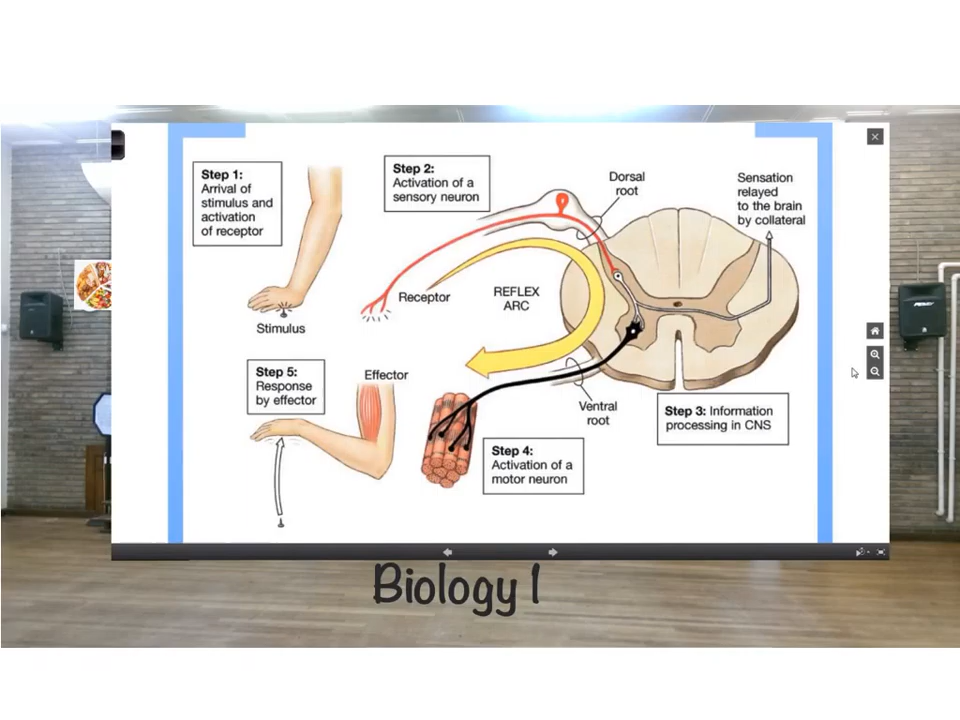 Step 1:
Arrival of
stimulus and
activation
of receptor
Step 2:
Activation of a
sensory neuron
Dorsal
root
Sensation
relayed
to the brain
by collateral
Receptor
REFLEX
ARC
Stimulus
Step 5:
Response
by effector
Effector
Ventral
root
Step 3: Information
processing in CNS
Step 4:
Activation of a
motor neuron
Biology 1